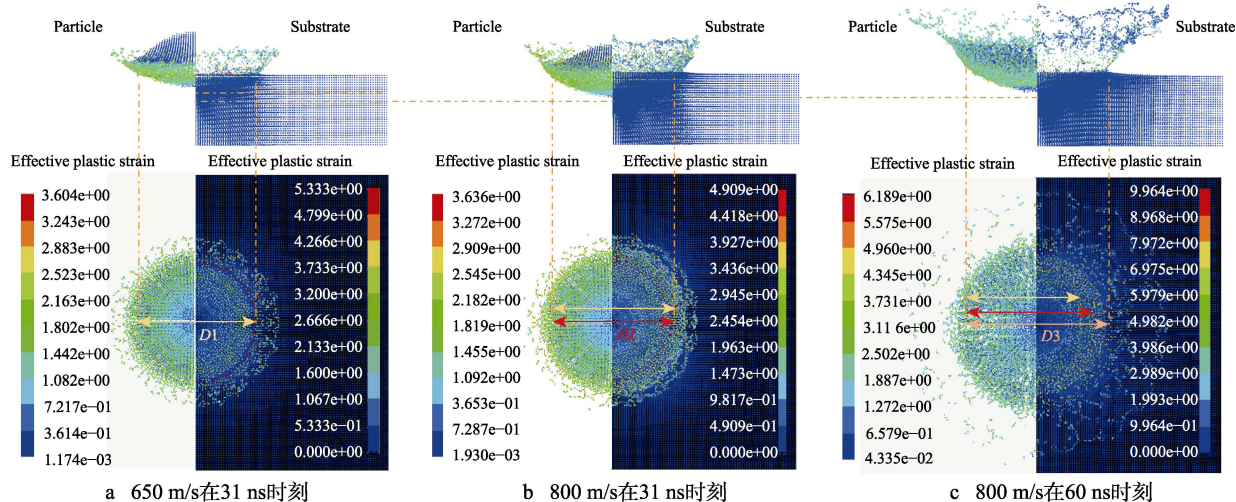 Particle
Substrate
Effective plastic strain
Effective plastic strain
3.604e+00
3.243e+00
2.883e+00
2.523e+00
2.163e+00
1.802e+00
1.442e+00
1.082e+00
7.217e−01
3.614e−01
1.174e−03
5.333e+00
4.799e+00
4.266e+00
3.733e+00
3.200e+00
2.666e+00
2.133e+00
1.600e+00
1.067e+00
5.333e−01
0.000e+00
D1
a 650 m/s在31 ns时刻
Particle
Substrate
Effective plastic strain
Effective plastic strain
3.636e+00
3.272e+00
2.909e+00
2.545e+00
2.182e+00
1.819e+00
1.455e+00
1.092e+00
3.653e−01
7.287e−01
1.930e−03
4.909e+00
4.418e+00
3.927e+00
3.436e+00
2.945e+00
2.454e+00
1.963e+00
1.473e+00
9.817e−01
4.909e−01
0.000e+00
D2
b 800 m/s在31 ns时刻
Particle
Substrate
Effective plastic strain
Effective plastic strain
6.189e+00
5.575e+00
4.960e+00
4.345e+00
3.731e+00
3.11 6e+00
2.502e+00
1.887e+00
1.272e+00
6.579e−01
4.335e−02
9.964e+00
8.968e+00
7.972e+00
6.975e+00
5.979e+00
4.982e+00
3.986e+00
2.989e+00
1.993e+00
9.964e−01
0.000e+00
D3
c 800 m/s在60 ns时刻